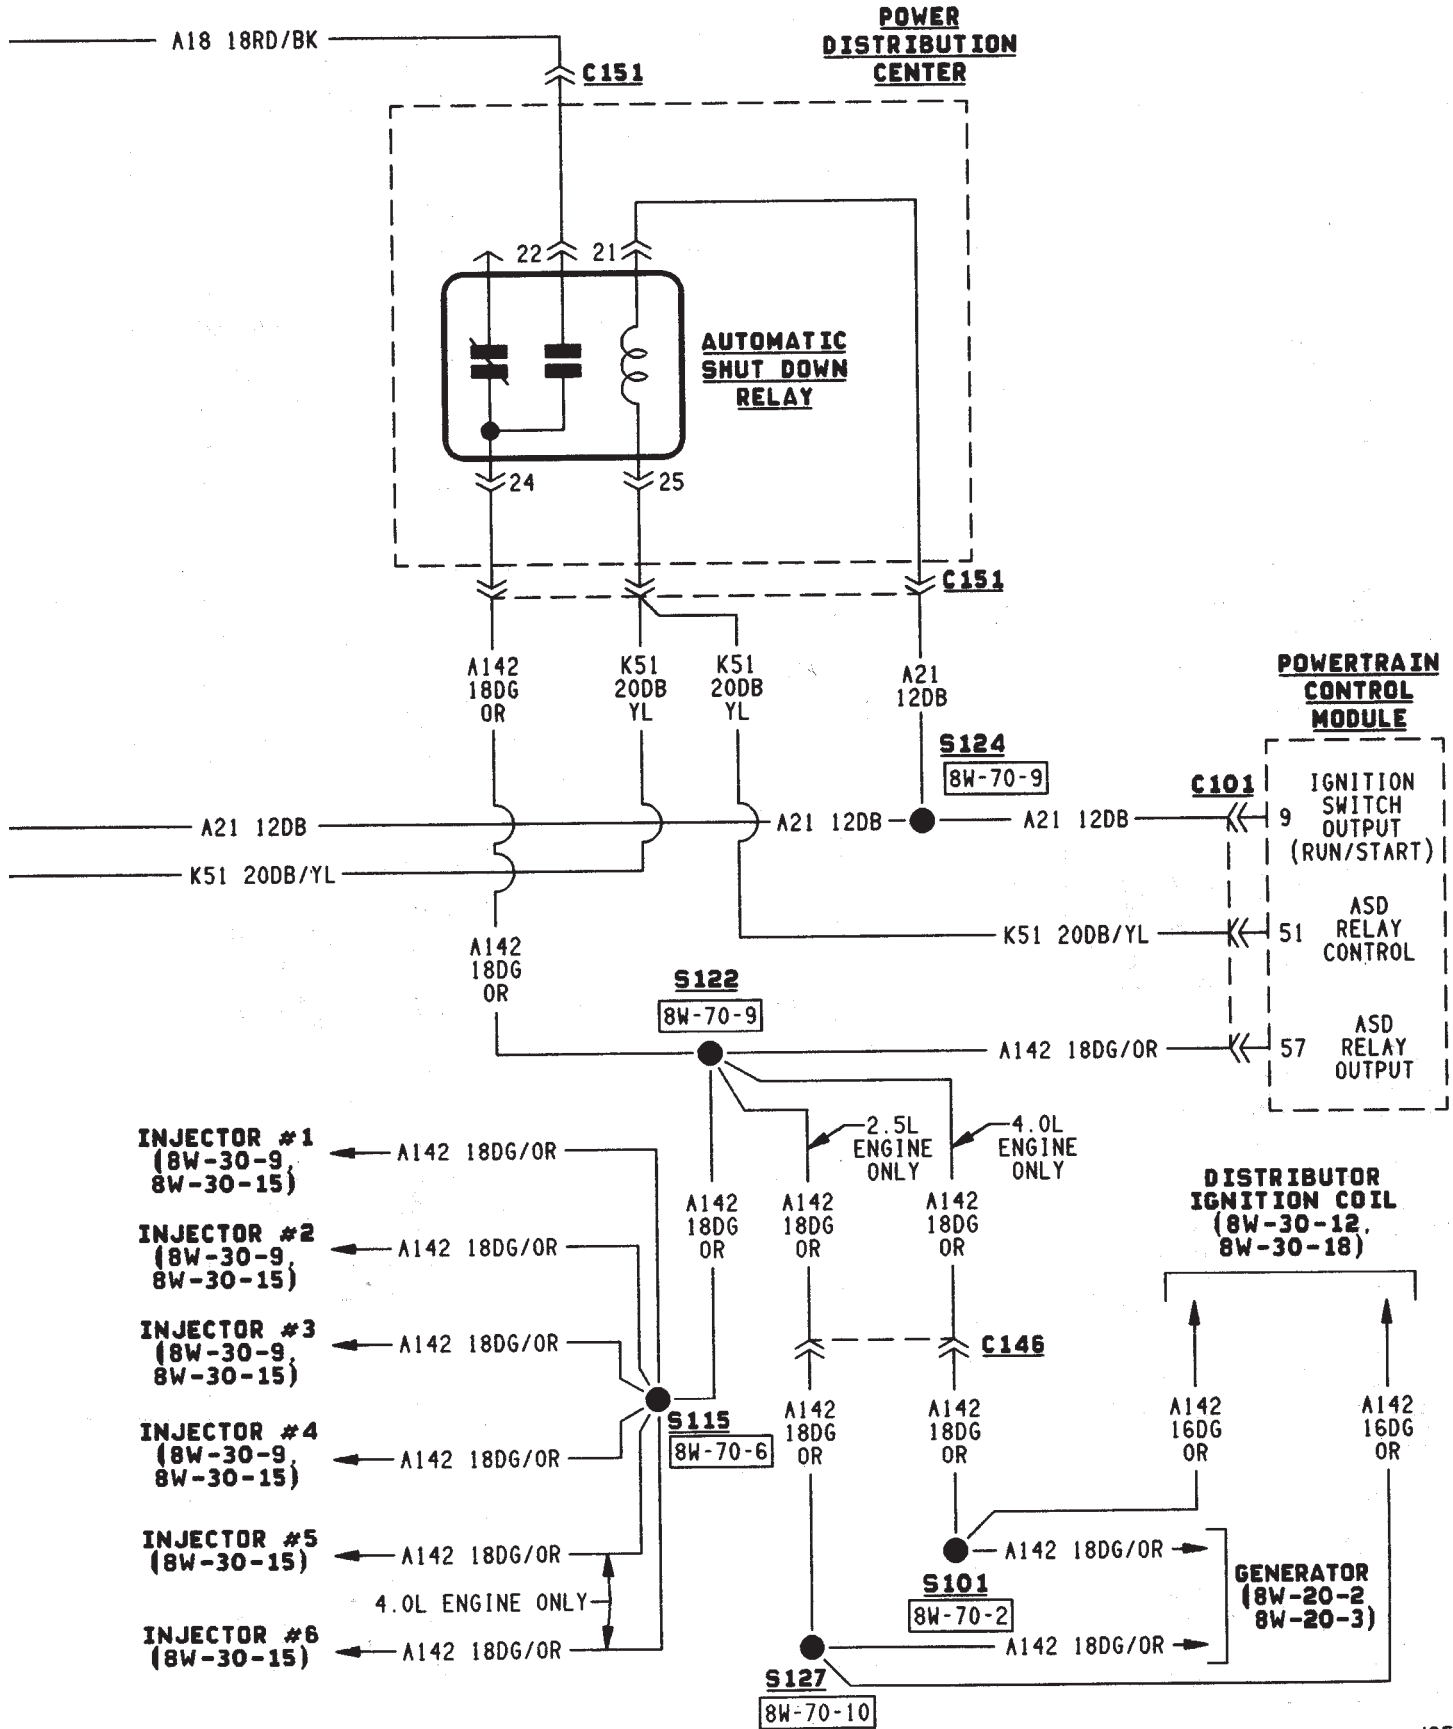 POWER
DISTRIBUTION
CENTER
A18 18RD/BK
C151
22
21
AUTOMATIC
SHUT DOWN
RELAY
24
25
C151
A142
18DG
OR
K51
20DB
YL
K51
20DB
YL
A21
12DB
POWERTRAIN
CONTROL
MODULE
S124
8W-70-9
C101
A21 12DB
A21 12DB
A21 12DB
9
IGNITION
SWITCH
OUTPUT
(RUN/START)
K51 20DB/YL
K51 20DB/YL
51
ASD
RELAY
CONTROL
A142
18DG
OR
S122
8W-70-9
A142 18DG/OR
57
ASD
RELAY
OUTPUT
2.5L
ENGINE
ONLY
4.0L
ENGINE
ONLY
INJECTOR #1
(8W-30-9,
8W-30-15)
A142 18DG/OR
INJECTOR #2
(8W-30-9,
8W-30-15)
A142 18DG/OR
INJECTOR #3
(8W-30-9,
8W-30-15)
A142 18DG/OR
INJECTOR #4
(8W-30-9,
8W-30-15)
A142 18DG/OR
INJECTOR #5
(8W-30-15)
A142 18DG/OR
4.0L ENGINE ONLY
INJECTOR #6
(8W-30-15)
A142 18DG/OR
A142
18DG
OR
A142
18DG
OR
A142
18DG
OR
DISTRIBUTOR
IGNITION COIL
(8W-30-12,
8W-30-18)
C146
S115
8W-70-6
A142
18DG
OR
A142
18DG
OR
A142
16DG
OR
A142
16DG
OR
S101
8W-70-2
A142 18DG/OR
GENERATOR
(8W-20-2
8W-20-3)
A142 18DG/OR
S127
8W-70-10